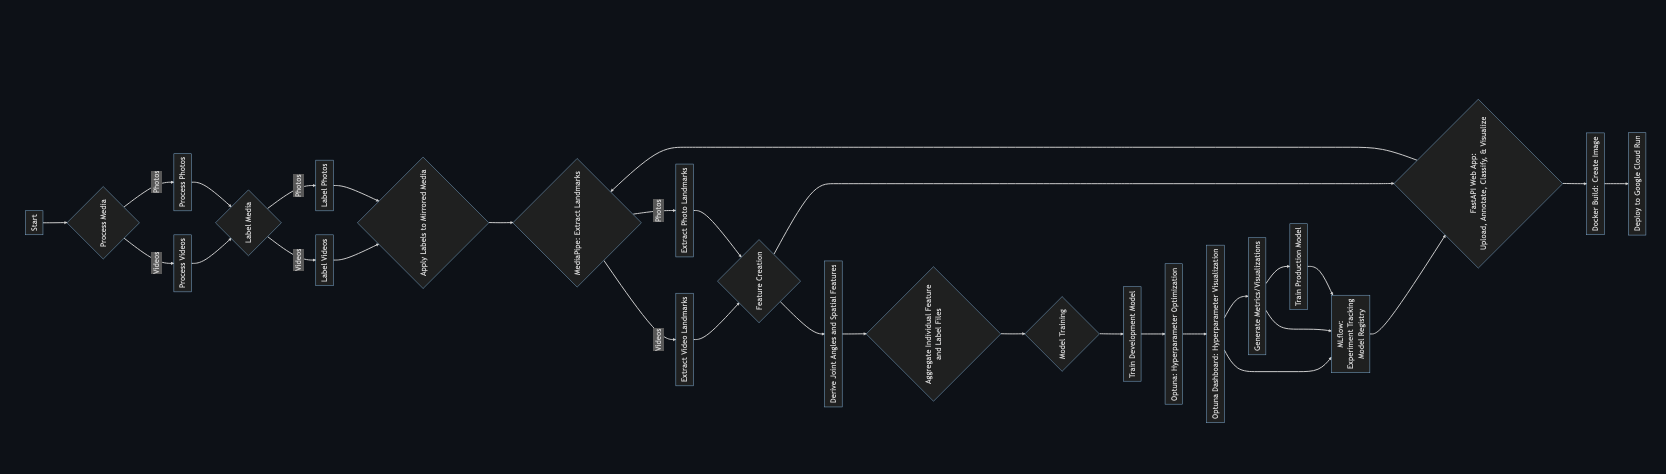 Start
Process Media
Photos
Process Photos
Videos
Process Videos
Label Media
Photos
Label Photos
Videos
Label Videos
Apply Labels to Mirrored Media
MediaPipe: Extract Landmarks
Photos
Extract Photo Landmarks
Videos
Extract Video Landmarks
Feature Creation
Derive Joint Angles and Spatial Features
Aggregate Individual Feature
and Label Files
Model Training
Train Development Model
Optuna: Hyperparameter Optimization
Optuna Dashboard: Hyperparameter Visualization
Generate Metrics/Visualizations
Train Production Model
MLflow:
Experiment Tracking
Model Registry
FastAPI Web App:
Upload, Annotate, Classify, & Visualize
Docker Build: Create Image
Deploy to Google Cloud Run